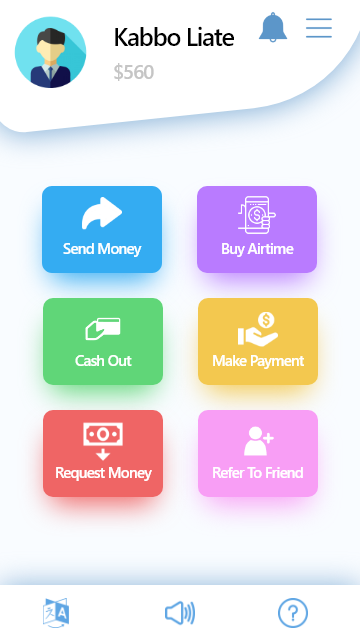 Kabbo Liate
$560
Send Money
Buy Airtime
Cash Out
Make Payment
Request Money
Refer To Friend